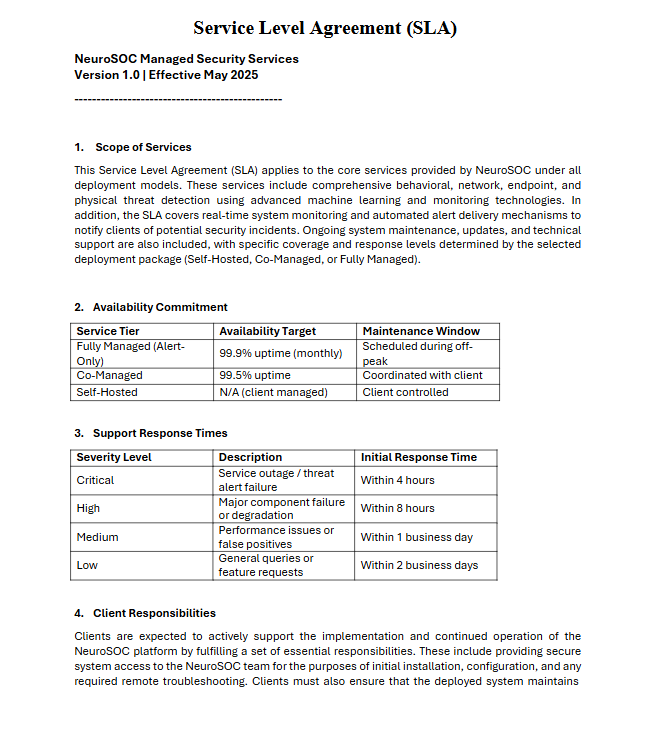 Service Level Agreement (SLA)
NeuroSOC Managed Security Services
Version 1.0 | Effective May 2025
-----------------------------------------------
1. Scope of Services
This Service Level Agreement (SLA) applies to the core services provided by NeuroSOC under all
deployment models. These services include comprehensive behavioral, network, endpoint, and
physical threat detection using advanced machine learning and monitoring technologies. In
addition, the SLA covers real-time system monitoring and automated alert delivery mechanisms to
notify clients of potential security incidents. Ongoing system maintenance, updates, and technical
support are also included, with specific coverage and response levels determined by the selected
deployment package (Self-Hosted, Co-Managed, or Fully Managed).
2. Availability Commitment
Service Tier Availability Target Maintenance Window
Fully Managed (Alert-
Only) 99.9% uptime (monthly) Scheduled during off-
peak
Co-Managed 99.5% uptime Coordinated with client
Self-Hosted N/A (client managed) Client controlled
3. Support Response Times
Severity Level Description Initial Response Time
Critical Service outage / threat
alert failure Within 4 hours
High Major component failure
or degradation Within 8 hours
Medium Performance issues or
false positives Within 1 business day
Low General queries or
feature requests Within 2 business days
4. Client Responsibilities
Clients are expected to actively support the implementation and continued operation of the
NeuroSOC platform by fulfilling a set of essential responsibilities. These include providing secure
system access to the NeuroSOC team for the purposes of initial installation, configuration, and any
required remote troubleshooting. Clients must also ensure that the deployed system maintains